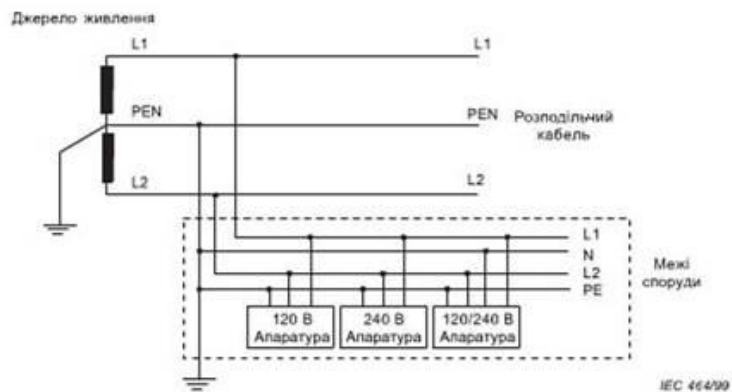 Джерело живлення
L1 L1
PEN PEN
Розподільчий
кабель
L2 L2
L1
N
L2
PE
Межі
споруди
120 В
Апаратура
240 В
Апаратура
120/240 В
Апаратура
IEC 464/99